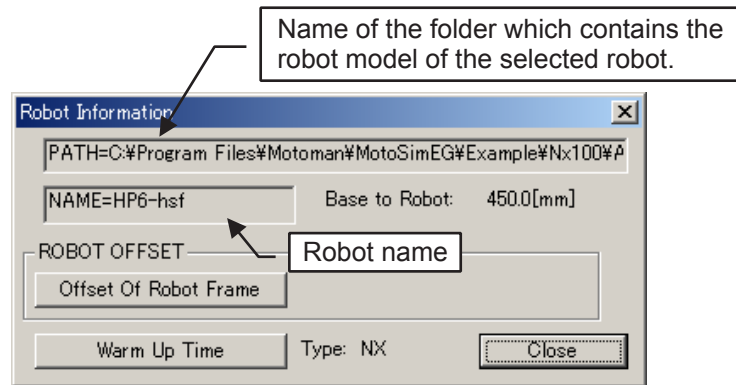 Name of the folder which contains the
robot model of the selected robot.
Robot Information
PATH=C:¥Program Files¥Motoman¥MotoSimEG¥Example¥Nx100¥A
NAME=HP6-hsf
Base to Robot: 450.0[mm]
Robot name
ROBOT OFFSET
Offset Of Robot Frame
Warm Up Time
Type: NX
Close